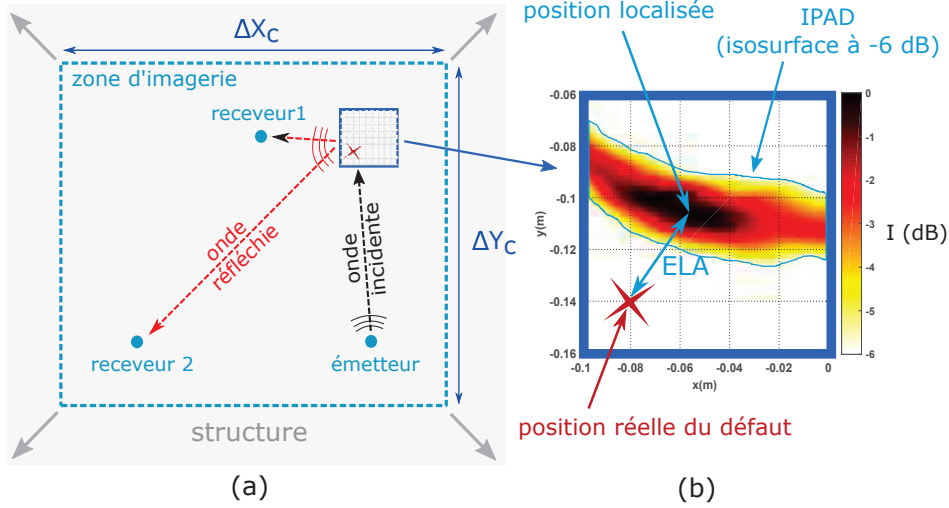 ΔXc
zone d'imagerie
receveur1
onde
réfléchie
onde
incidente
ΔYc
receveur 2
émetteur
structure
(a)
position localisée
IPAD
(isosurface à -6 dB)
-0.06
-0.08
-0.1
-0.12
-0.14
-0.16
y(m)
-0.1
-0.08
-0.06
-0.04
-0.02
0
x(m)
ELA
0
-1
-2
-3
-4
-5
-6
I (dB)
position réelle du défaut
(b)